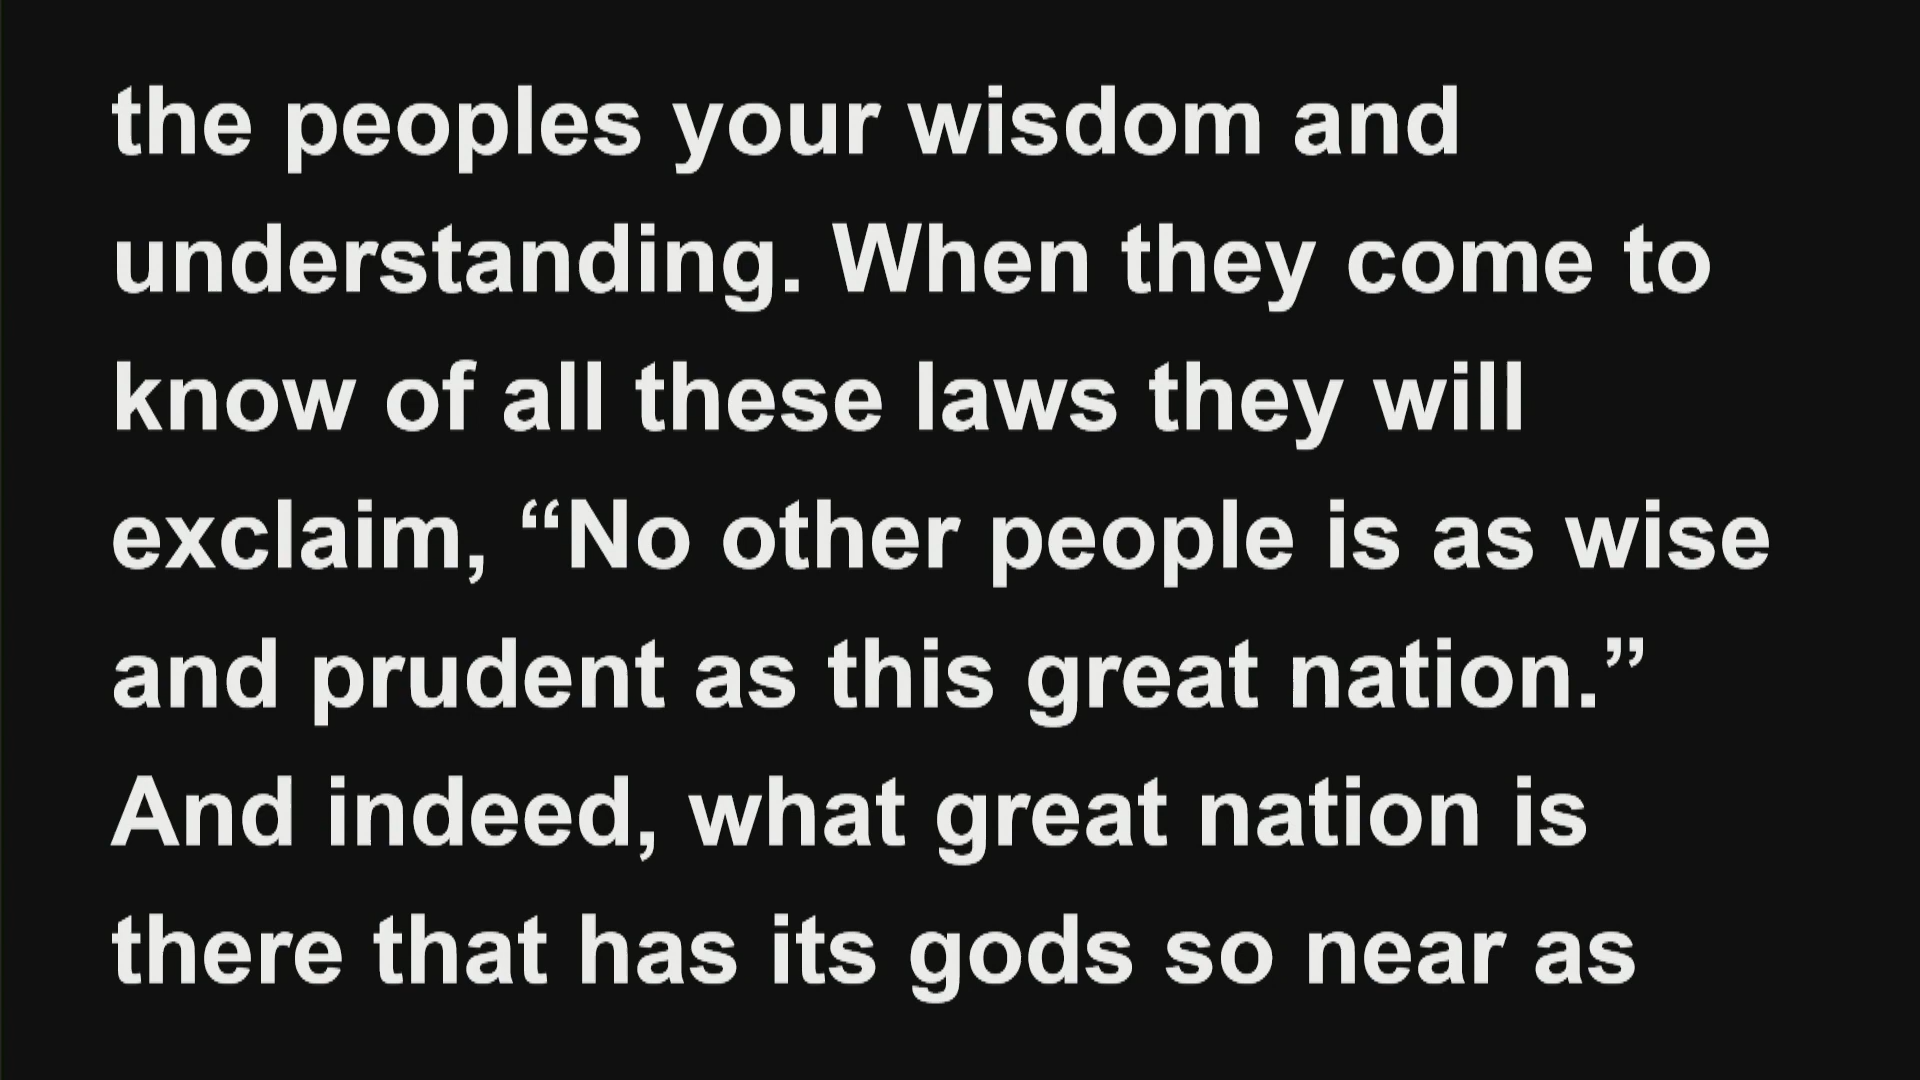 the peoples your wisdom and
understanding. When they come to
know of all these laws they will
exclaim, “No other people is as wise
and prudent as this great nation.”
And indeed, what great nation is
there that has its gods so near as